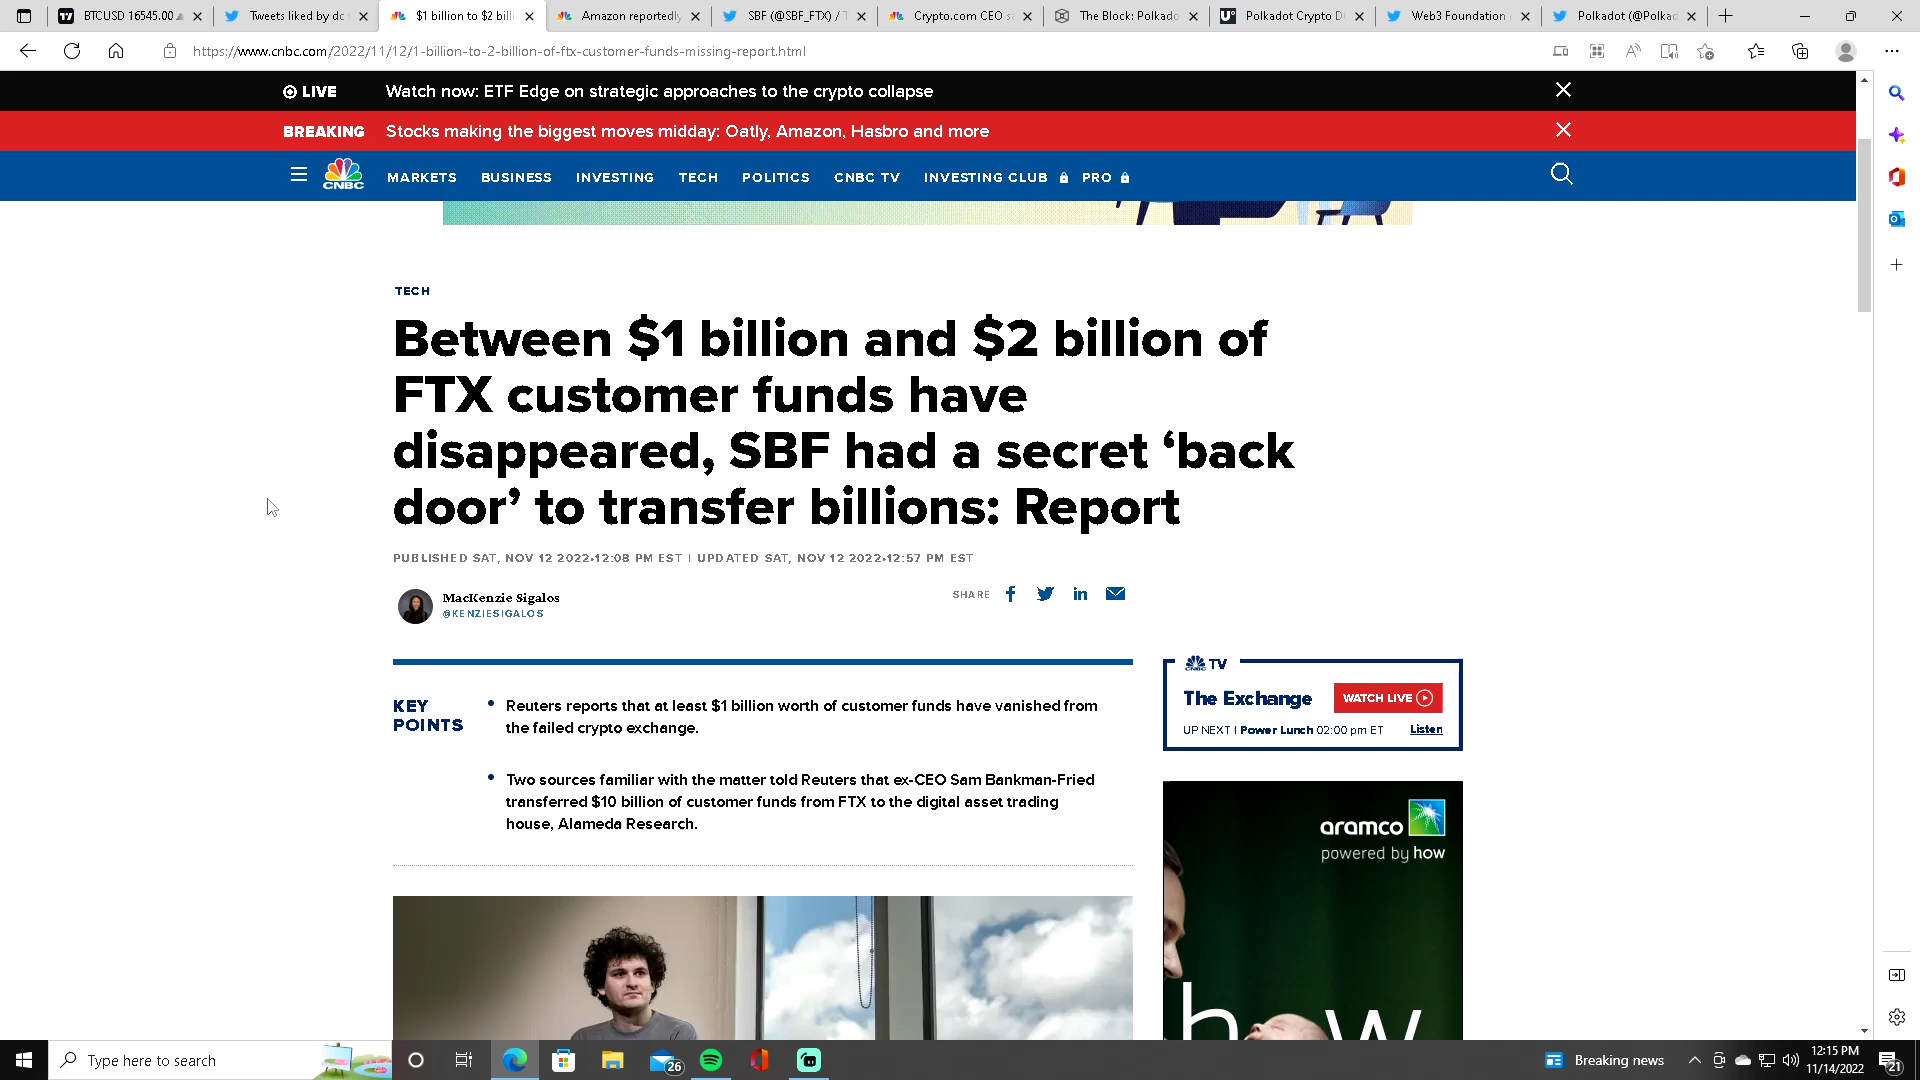 BTCUSD 16545.00
Tweets liked by dc
$1 billion to $2 billi
Amazon reportedly
SBF (@SBF_FTX) / T
Crypto.com CEO s
The Block: Polkado
Polkadot Crypto D
Web3 Foundation
Polkadot (@Polkad
https://www.cnbc.com/2022/11/12/1-billion-to-2-billion-of-ftx-customer-funds-missing-report.html
LIVE Watch now: ETF Edge on strategic approaches to the crypto collapse
BREAKING Stocks making the biggest moves midday: Oatly, Amazon, Hasbro and more
CNBC MARKETS BUSINESS INVESTING TECH POLITICS CNBC TV INVESTING CLUB PRO
TECH
Between $1 billion and $2 billion of
FTX customer funds have
disappeared, SBF had a secret ‘back
door’ to transfer billions: Report
PUBLISHED SAT, NOV 12 2022•12:08 PM EST | UPDATED SAT, NOV 12 2022•12:57 PM EST
MacKenzie Sigalos
@KENZIESIGALOS
SHARE
KEY
POINTS
Reuters reports that at least $1 billion worth of customer funds have vanished from
the failed crypto exchange.
Two sources familiar with the matter told Reuters that ex-CEO Sam Bankman-Fried
transferred $10 billion of customer funds from FTX to the digital asset trading
house, Alameda Research.
CNBC TV
The Exchange WATCH LIVE
UP NEXT | Power Lunch 02:00 pm ET Listen
aramco
powered by how
how
Type here to search
26
Breaking news
12:15 PM
11/14/2022
21